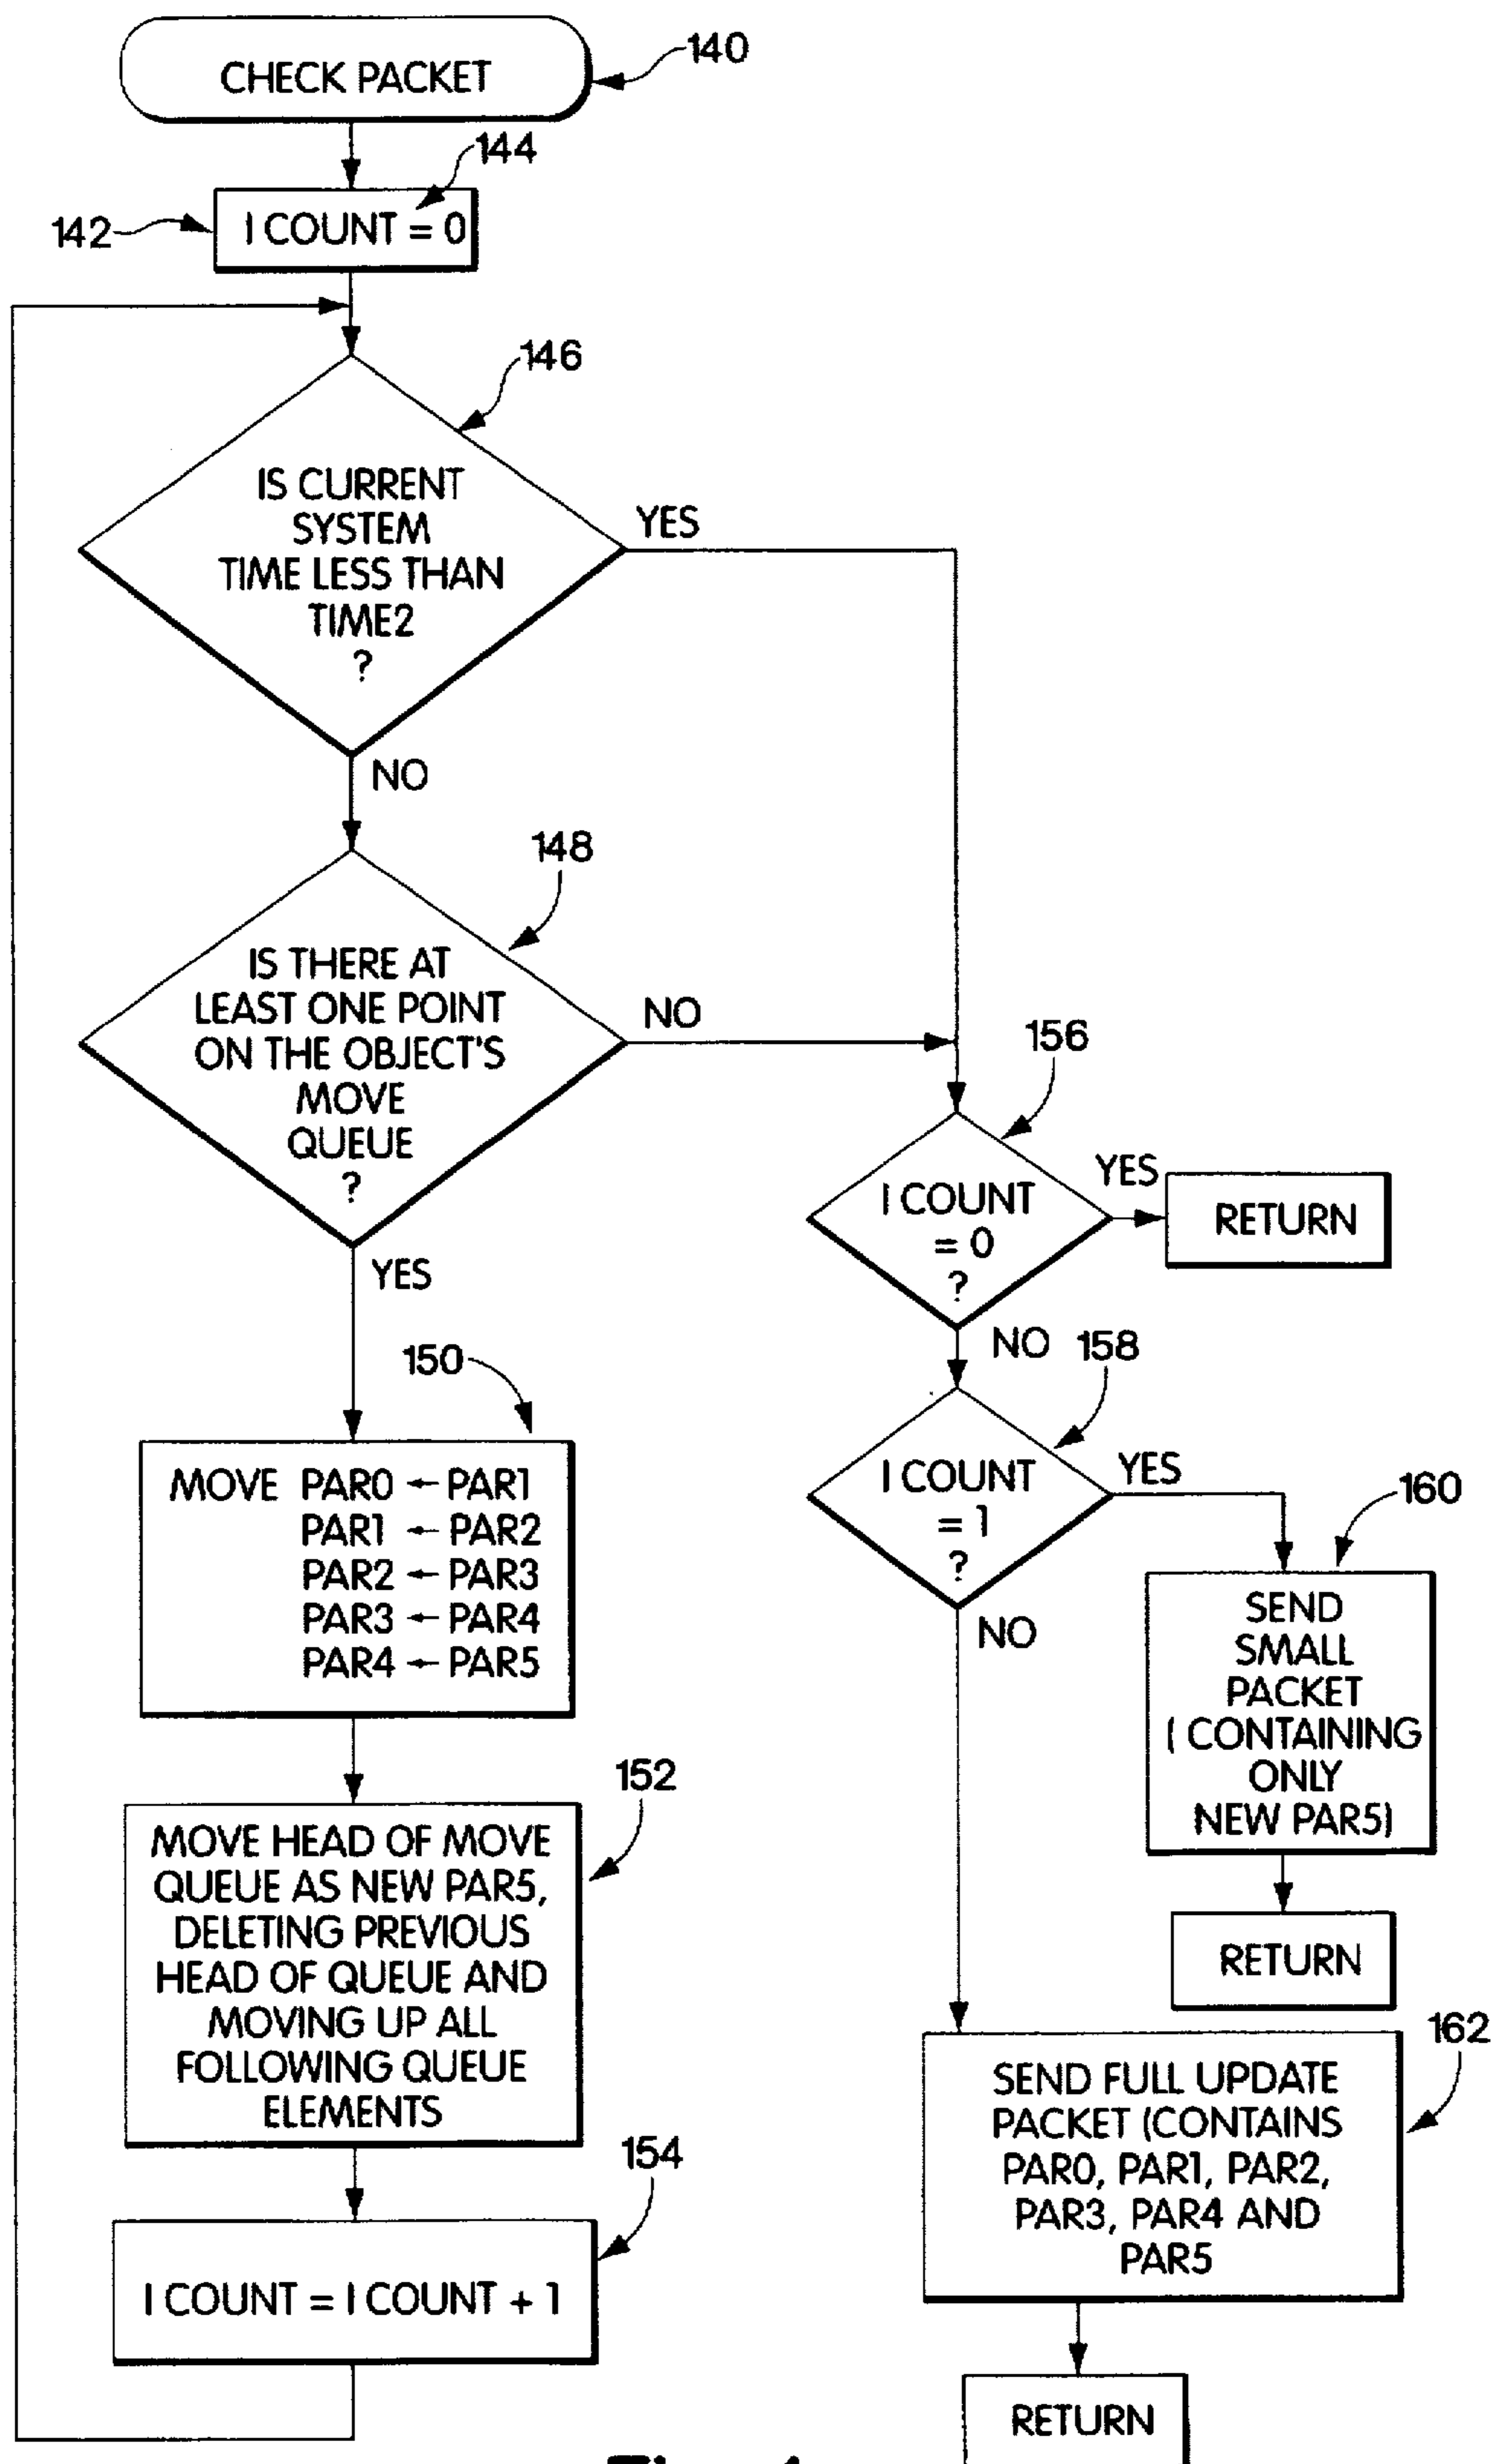 CHECK PACKET
140
144
142
I COUNT = 0
146
IS CURRENT
SYSTEM
TIME LESS THAN
TIME2
?
YES
NO
148
IS THERE AT
LEAST ONE POINT
ON THE OBJECT'S
MOVE
QUEUE
?
NO
YES
156
I COUNT
= 0
?
YES
RETURN
NO
158
I COUNT
= 1
?
YES
NO
160
SEND
SMALL
PACKET
( CONTAINING
ONLY
NEW PAR5)
RETURN
150
MOVE PAR0 ← PAR1
PAR1 ← PAR2
PAR2 ← PAR3
PAR3 ← PAR4
PAR4 ← PAR5
152
MOVE HEAD OF MOVE
QUEUE AS NEW PAR5,
DELETING PREVIOUS
HEAD OF QUEUE AND
MOVING UP ALL
FOLLOWING QUEUE
ELEMENTS
154
I COUNT = I COUNT + 1
162
SEND FULL UPDATE
PACKET (CONTAINS
PAR0, PAR1, PAR2,
PAR3, PAR4 AND
PAR5
RETURN